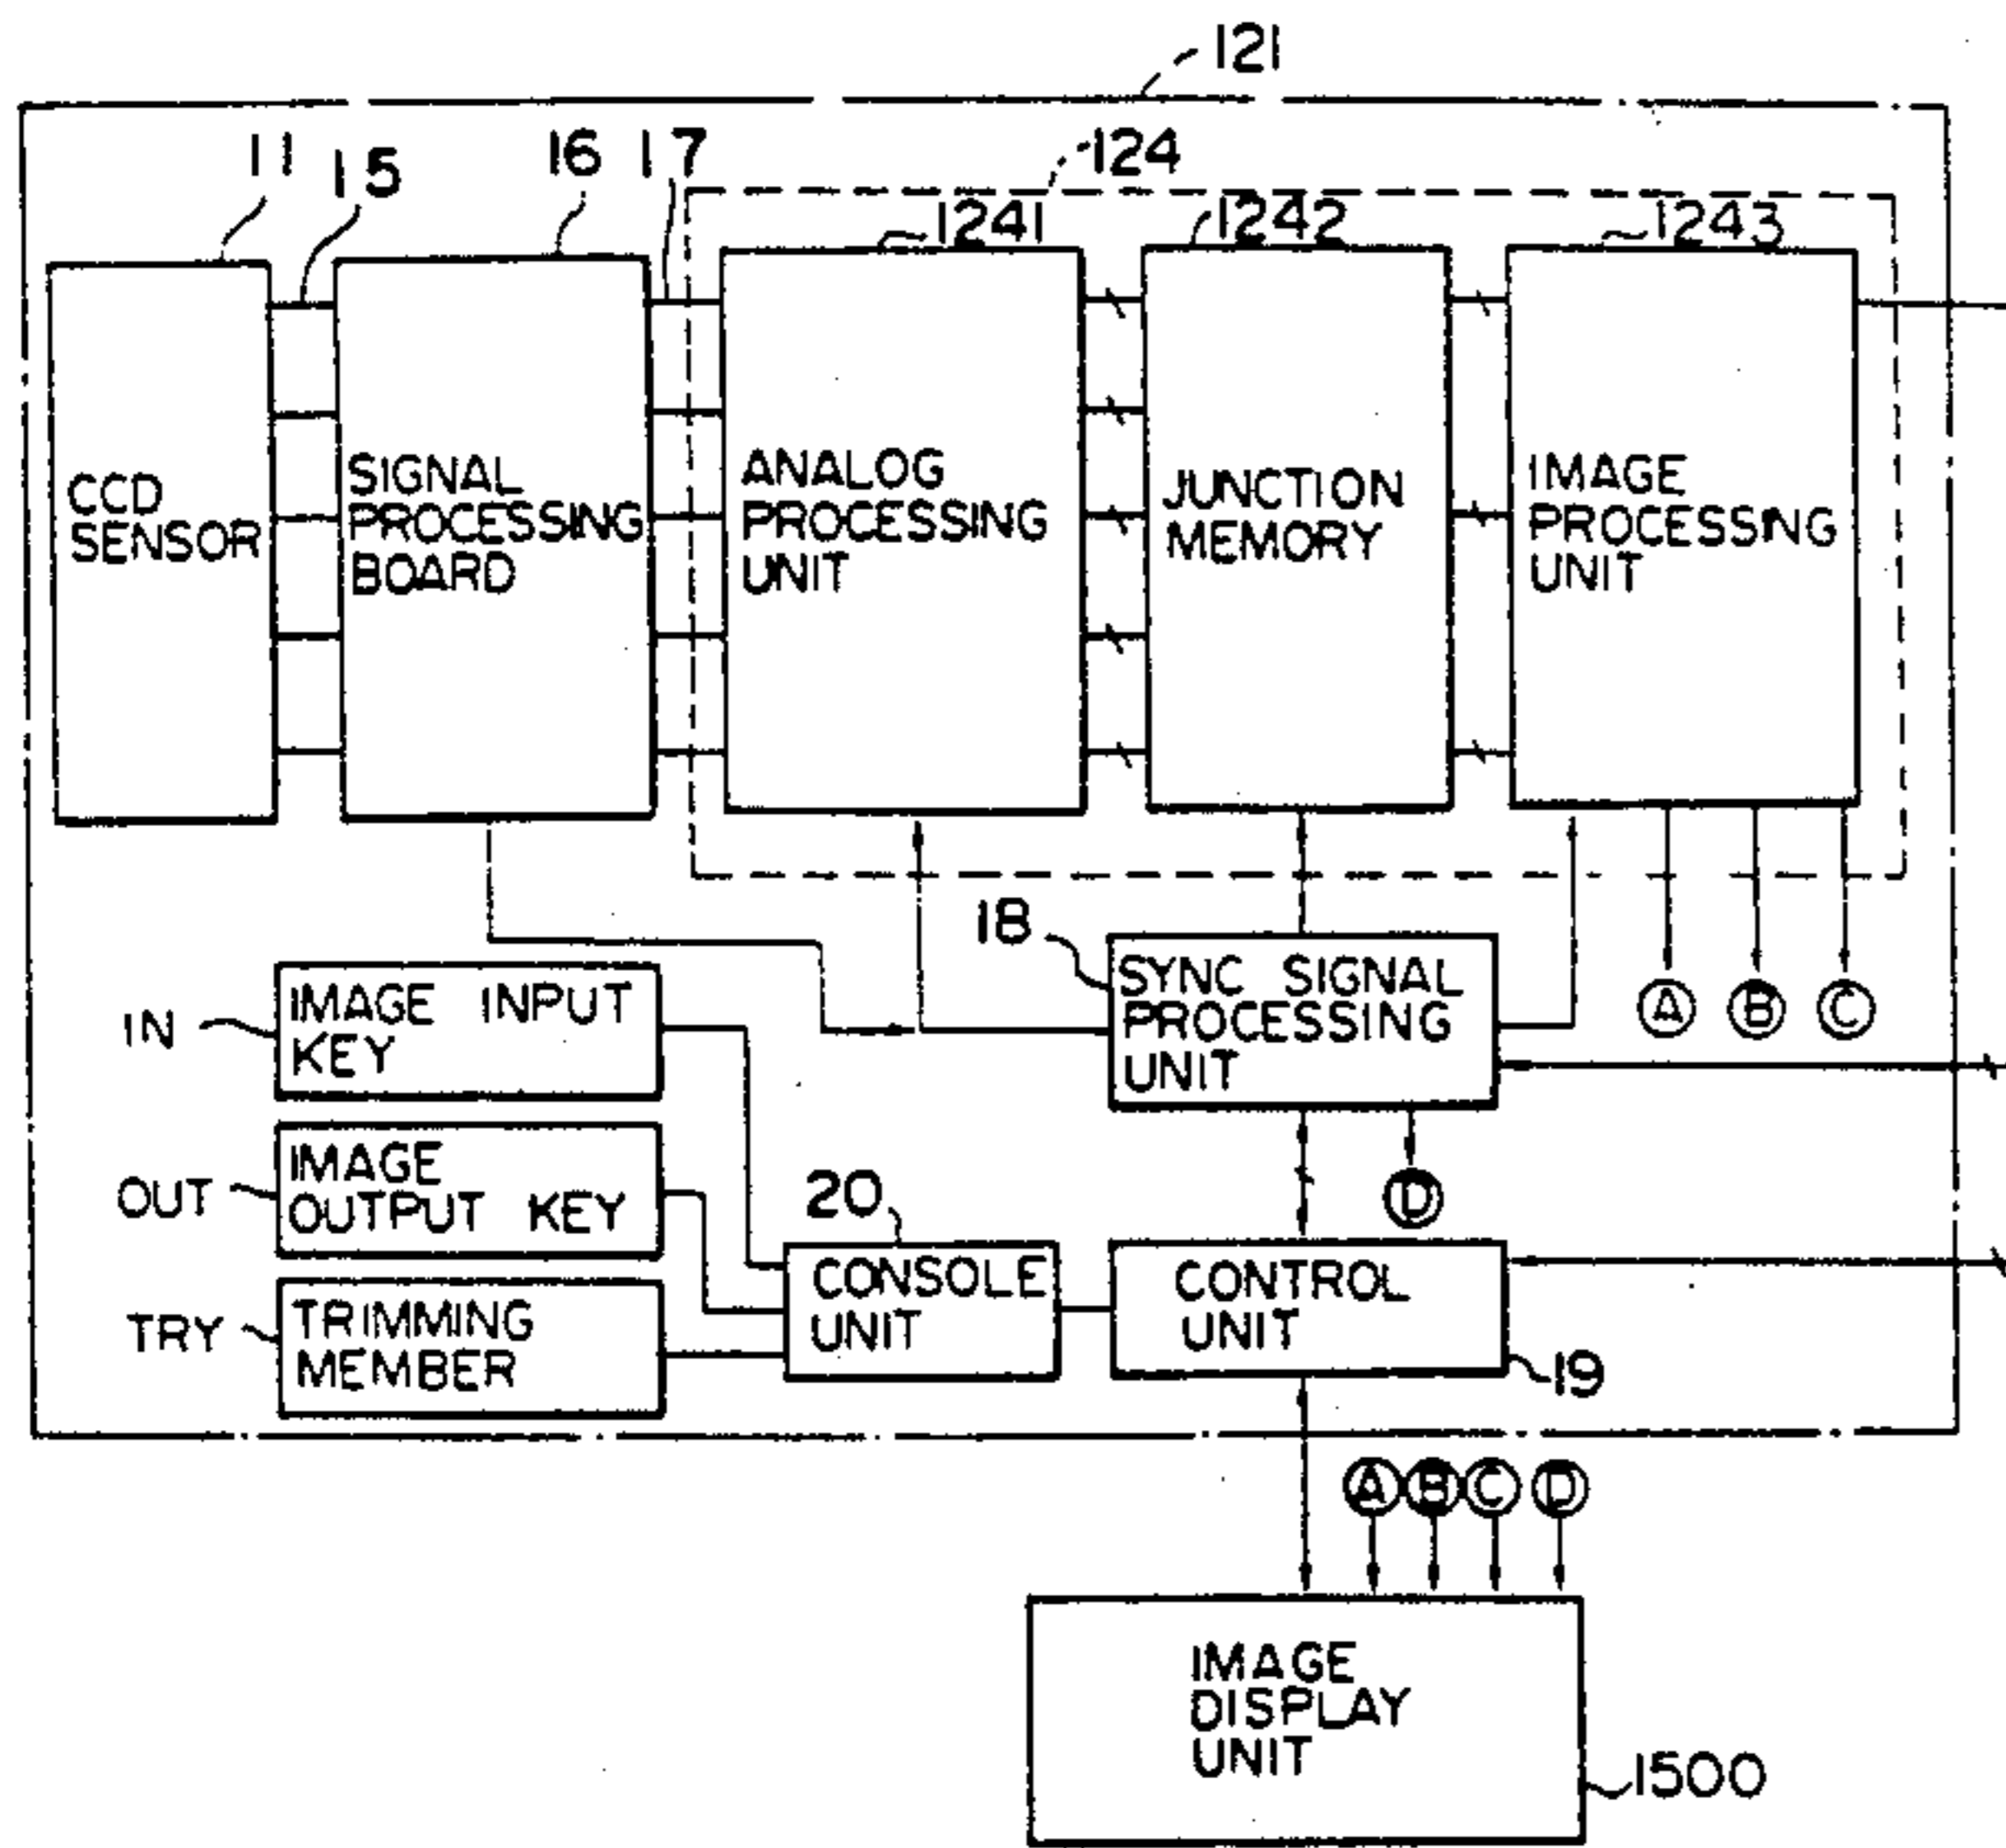 121
11
15
16
17
124
1241
1242
1243
CCD
SENSOR
SIGNAL
PROCESSING
BOARD
ANALOG
PROCESSING
UNIT
JUNCTION
MEMORY
IMAGE
PROCESSING
UNIT
18
SYNC SIGNAL
PROCESSING
UNIT
A
B
C
D
IN
IMAGE INPUT
KEY
OUT
IMAGE
OUTPUT KEY
TRY
TRIMMING
MEMBER
20
CONSOLE
UNIT
CONTROL
UNIT
19
A B C D
IMAGE
DISPLAY
UNIT
1500